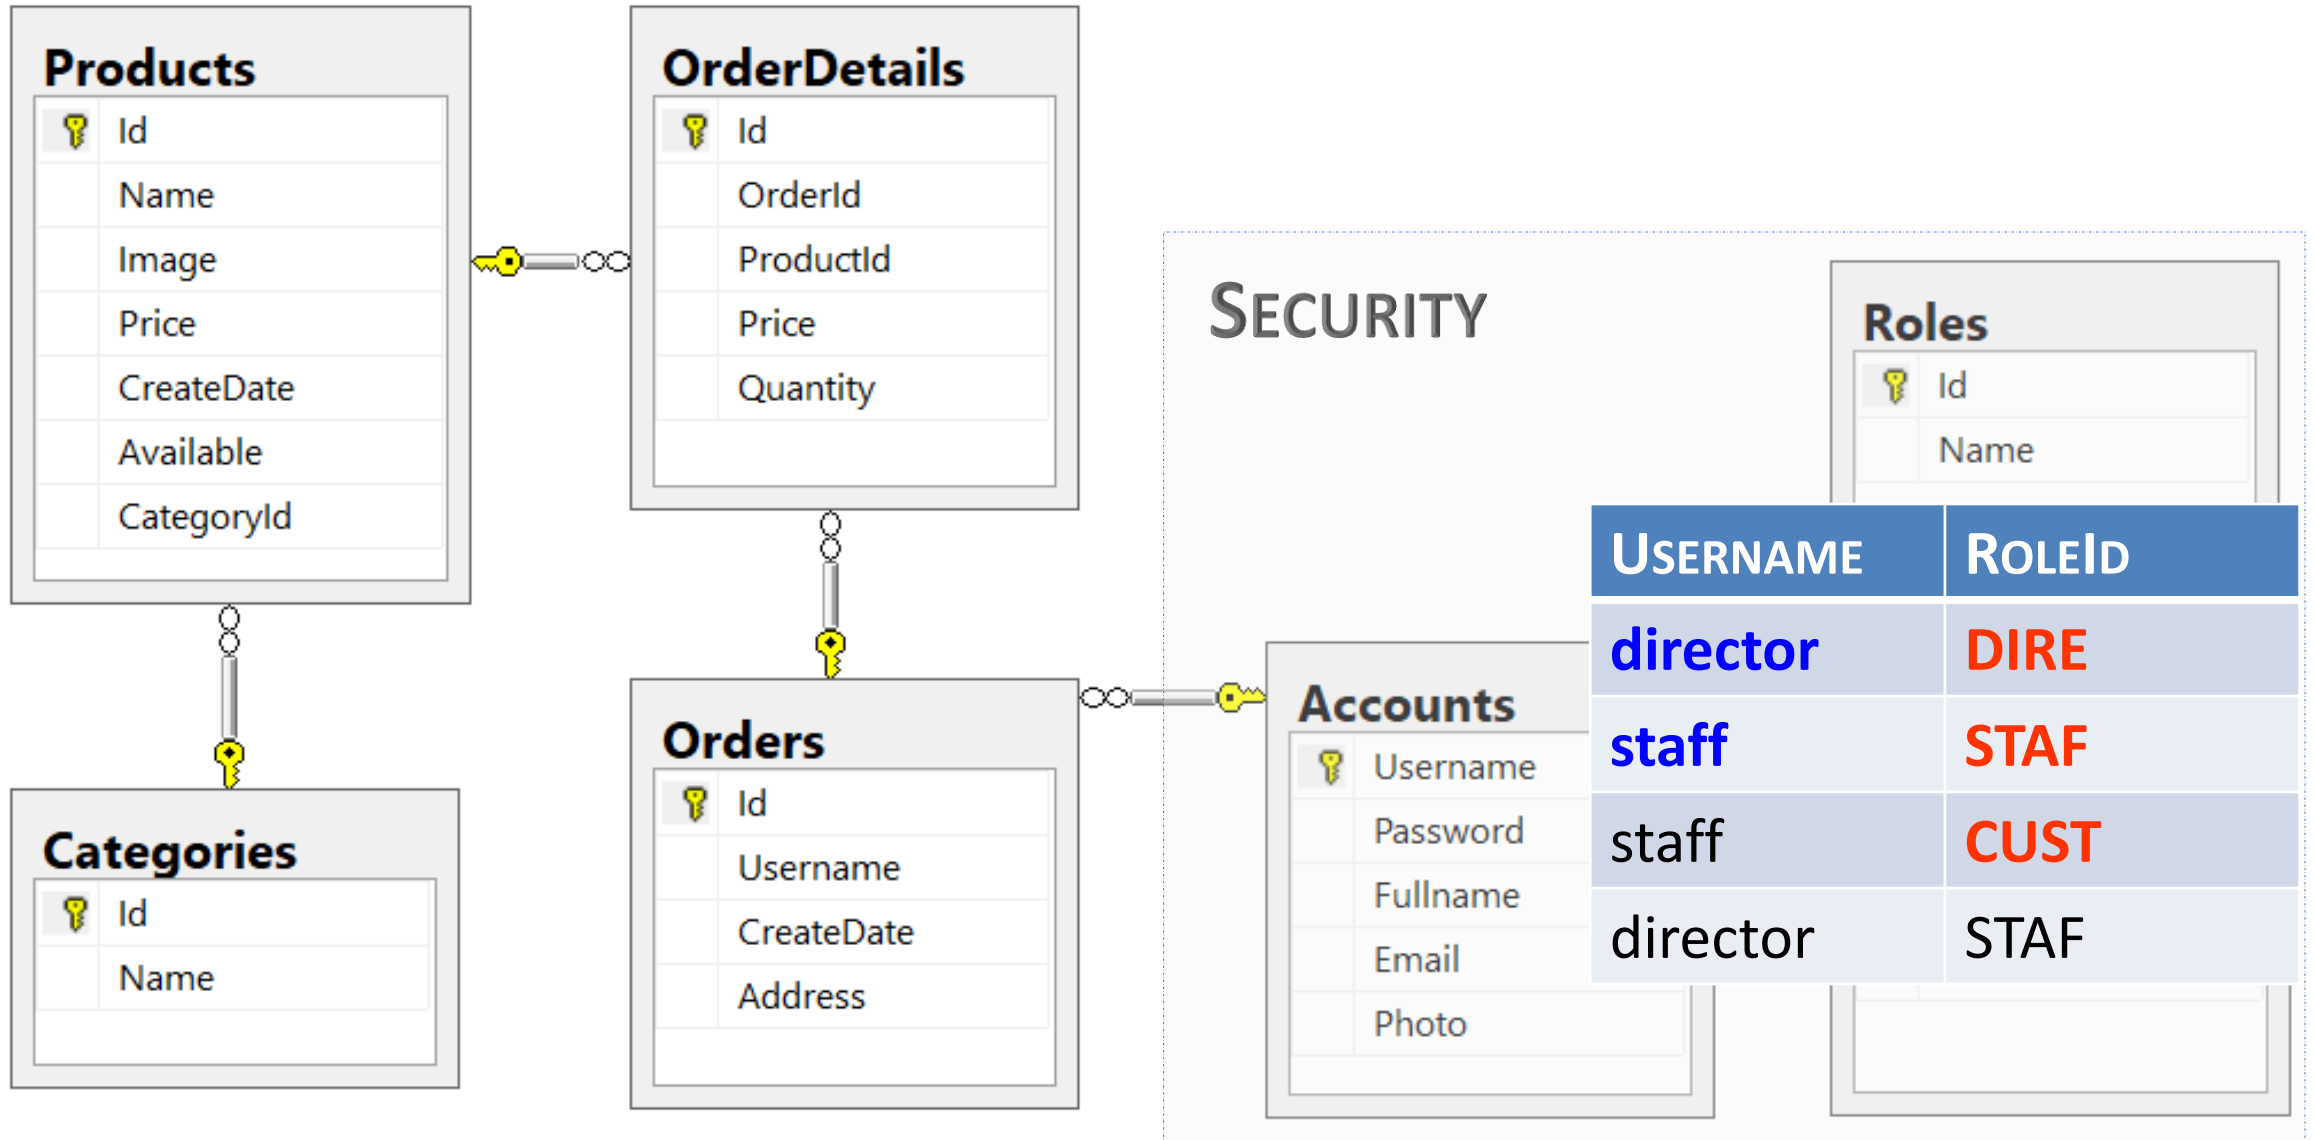 Products
Id
Name
Image
Price
CreateDate
Available
CategoryId
OrderDetails
Id
OrderId
ProductId
Price
Quantity
Categories
Id
Name
Orders
Id
Username
CreateDate
Address
SECURITY
Roles
Id
Name
Accounts
Username
Password
Fullname
Email
Photo
USERNAME ROLEID
director DIRE
staff STAF
staff CUST
director STAF